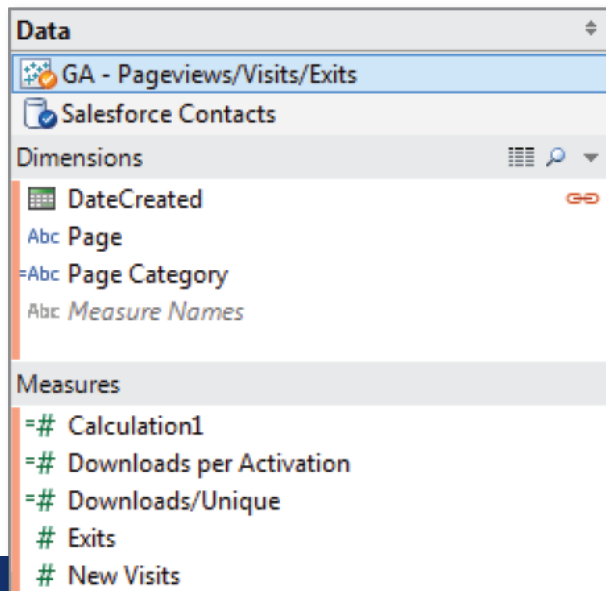 Data
GA - Pageviews/Visits/Exits
Salesforce Contacts
Dimensions
DateCreated
Abc Page
=Abc Page Category
Abc Measure Names
Measures
=# Calculation1
=# Downloads per Activation
=# Downloads/Unique
# Exits
# New Visits